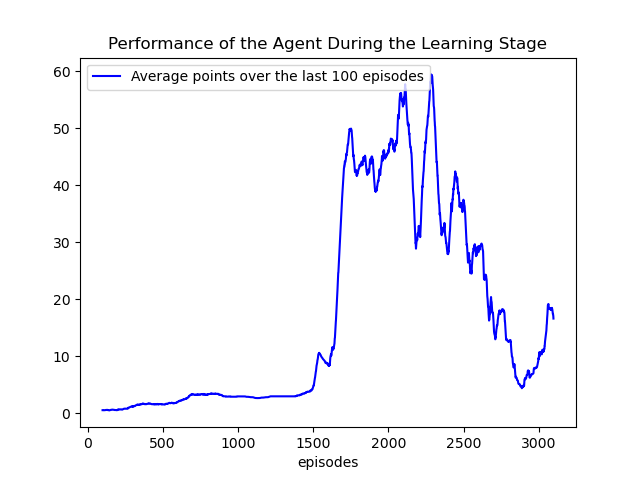 Performance of the Agent During the Learning Stage
Average points over the last 100 episodes
60
50
40
30
20
10
0
0 500 1000 1500 2000 2500 3000
episodes